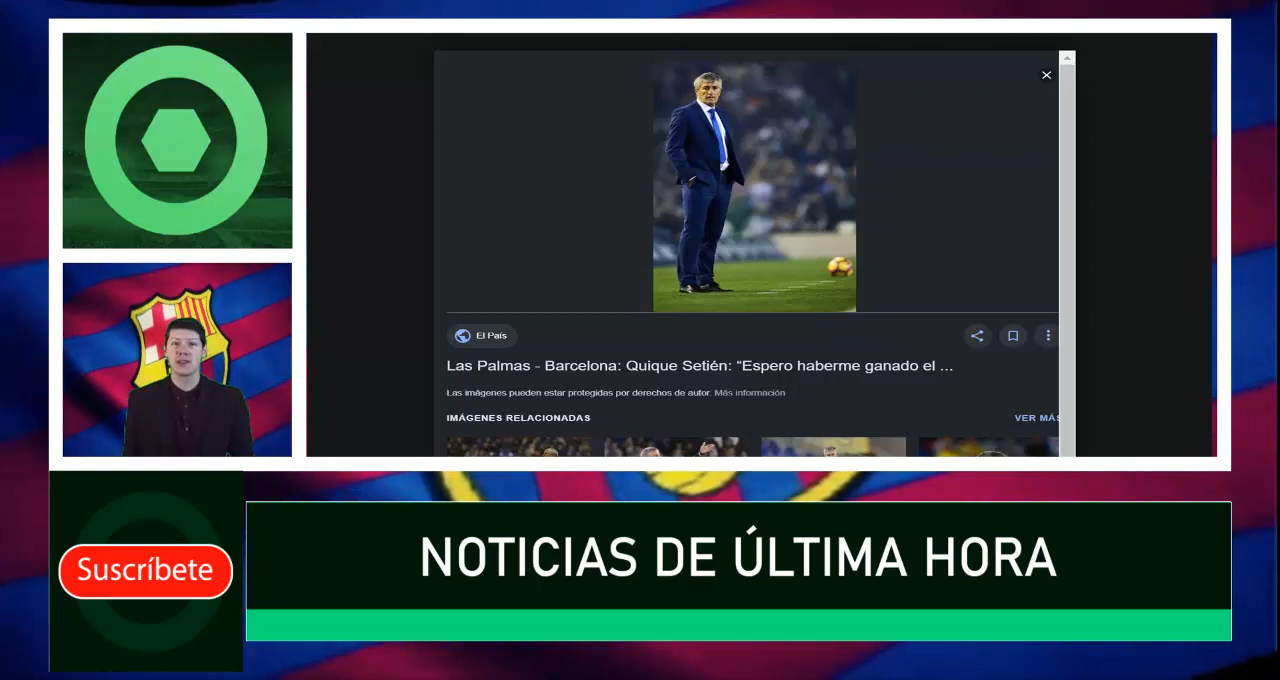 El País
Las Palmas - Barcelona: Quique Setién: “Espero haberme ganado el ...
Las imágenes pueden estar protegidas por derechos de autor. Más información
IMÁGENES RELACIONADAS
VER MÁS
Suscríbete
NOTICIAS DE ÚLTIMA HORA